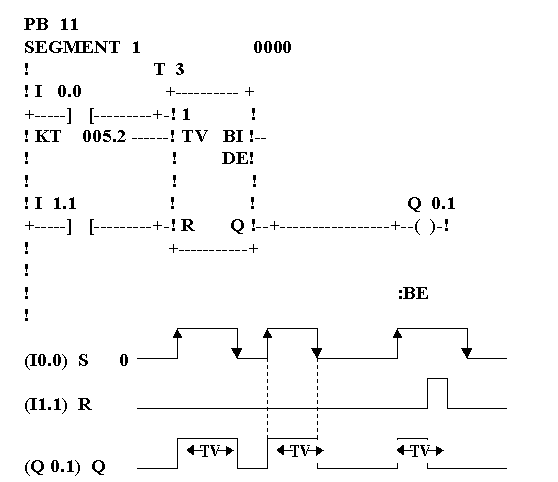 PB 11
SEGMENT 1 0000
! T 3
! I 0.0 +---------- +
+-----] [---------+-! 1 !
! KT 005.2 ------! TV BI !--
! ! DE!
! ! !
! I 1.1 ! !
+-----] [---------+-! R Q !--+-----------------+--( )-!
Q 0.1
! +----------+
!
! :BE
!
(I0.0) S 0
(I1.1) R
TV TV TV
(Q 0.1) Q